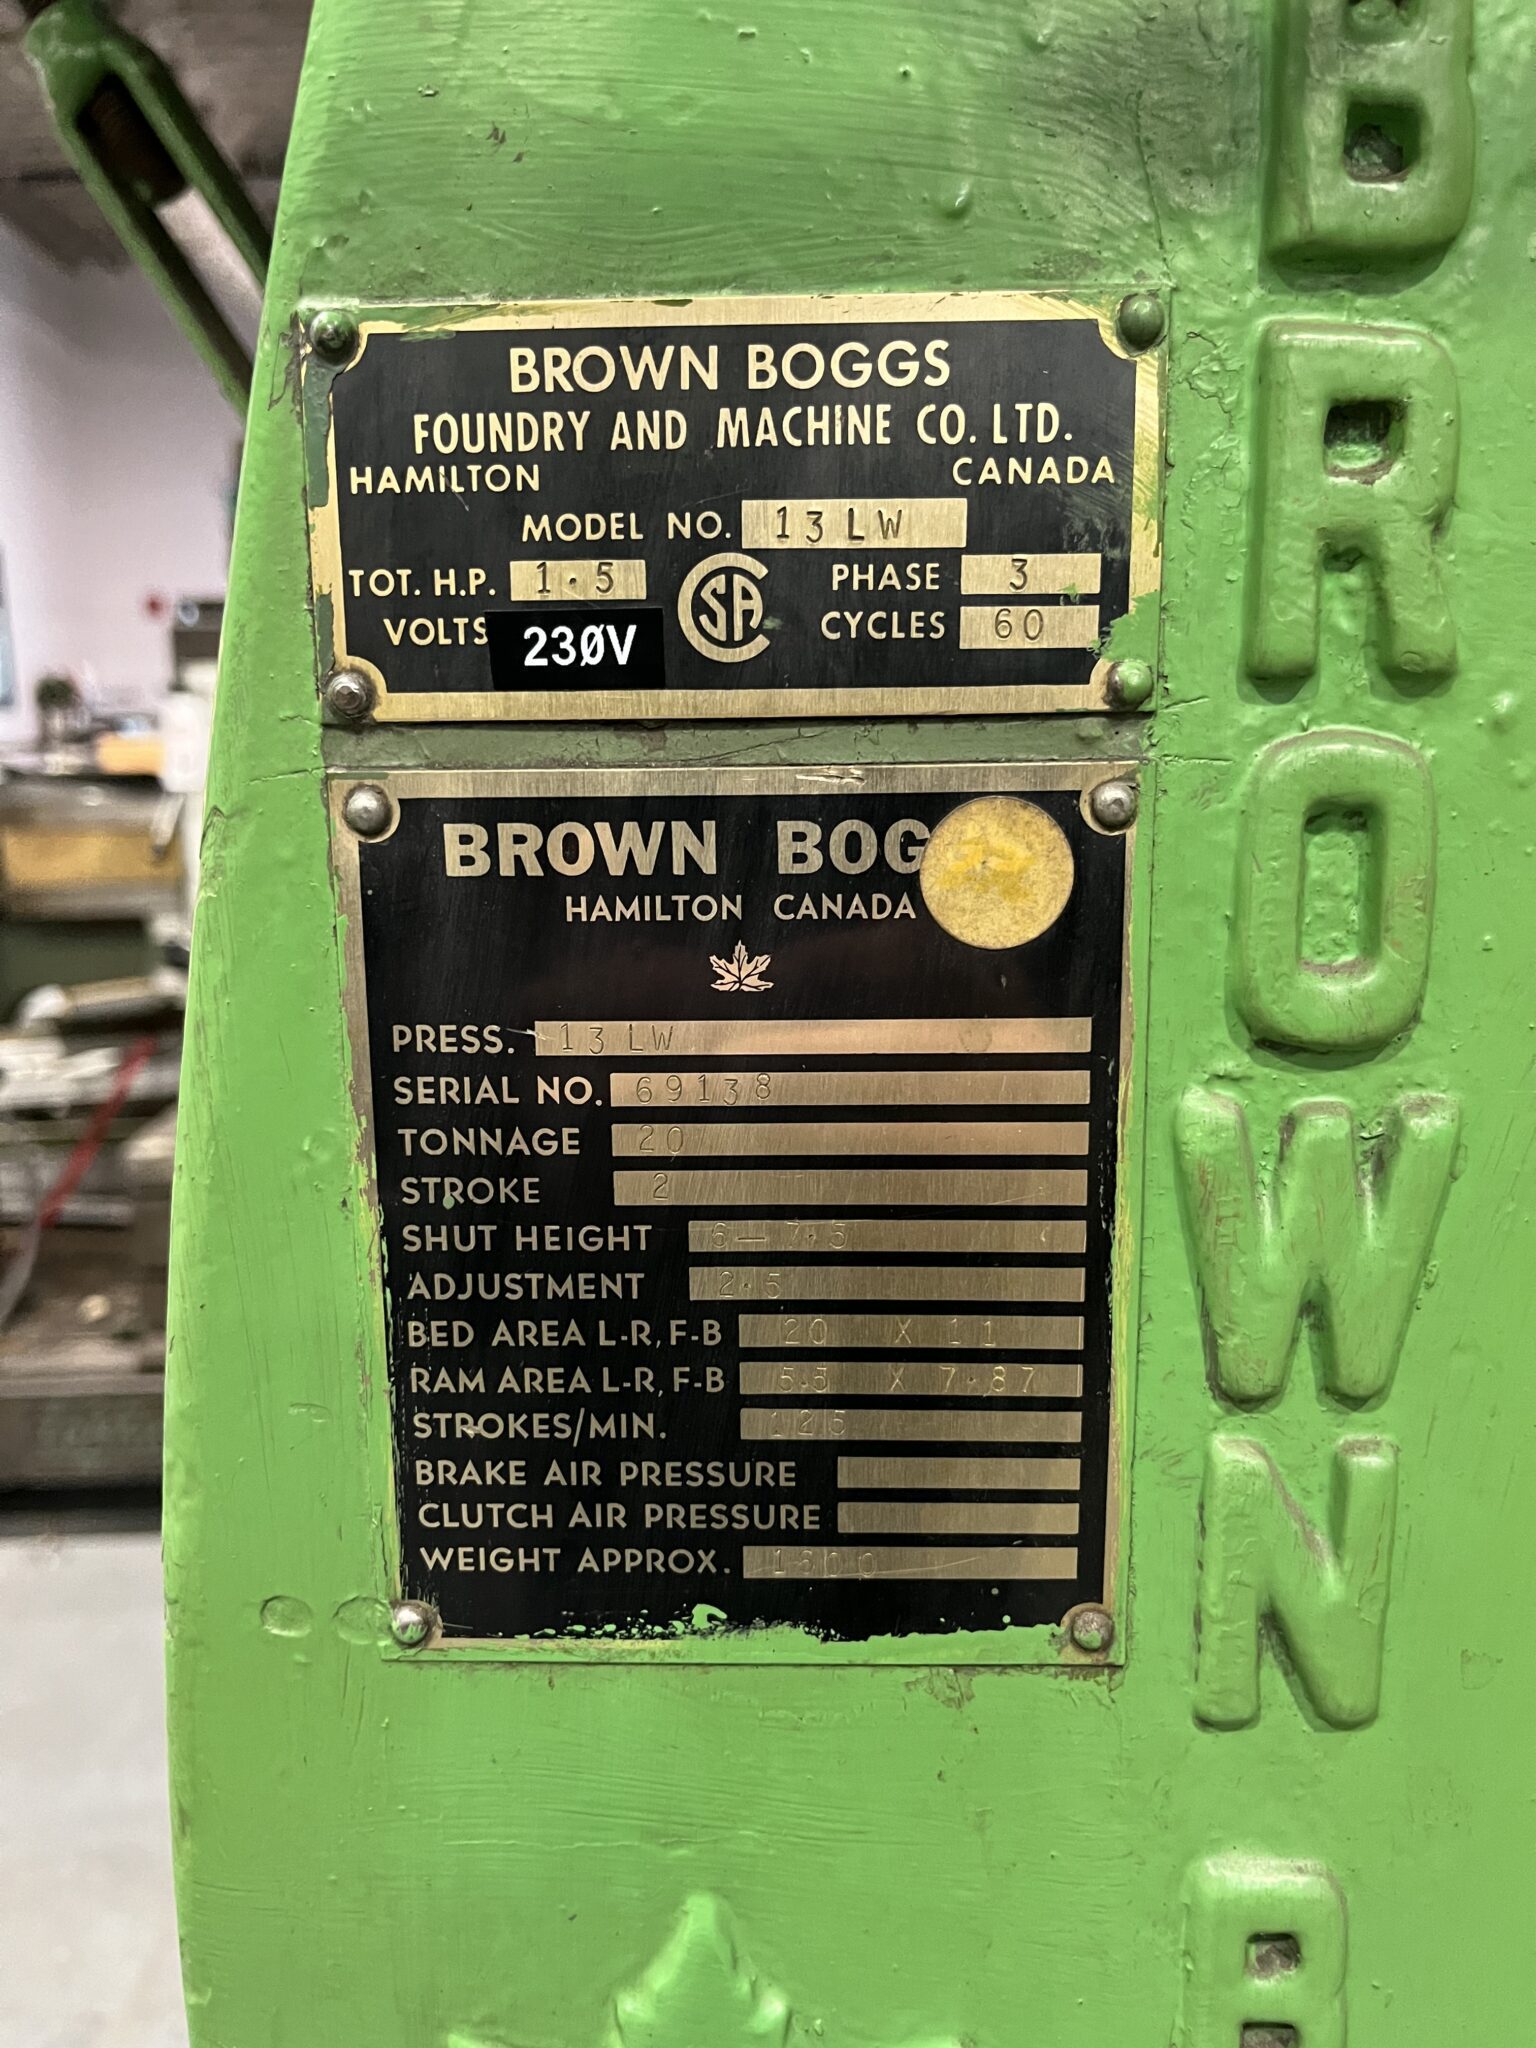 BROWN BOGGS
FOUNDRY AND MACHINE CO. LTD.
HAMILTON CANADA
MODEL NO. 13 LW
TOT. H.P. 1.5 CSA PHASE 3
VOLTS 230V CYCLES 60
BROWN BOG
HAMILTON CANADA
PRESS. 13 LW
SERIAL NO. 69138
TONNAGE 20
STROKE 2
SHUT HEIGHT 6-7.5
ADJUSTMENT 2.5
BED AREA L-R, F-B 20 X 11
RAM AREA L-R, F-B X 7.87
STROKES/MIN. 125
BRAKE AIR PRESSURE
CLUTCH AIR PRESSURE
WEIGHT APPROX.
BROWN
B